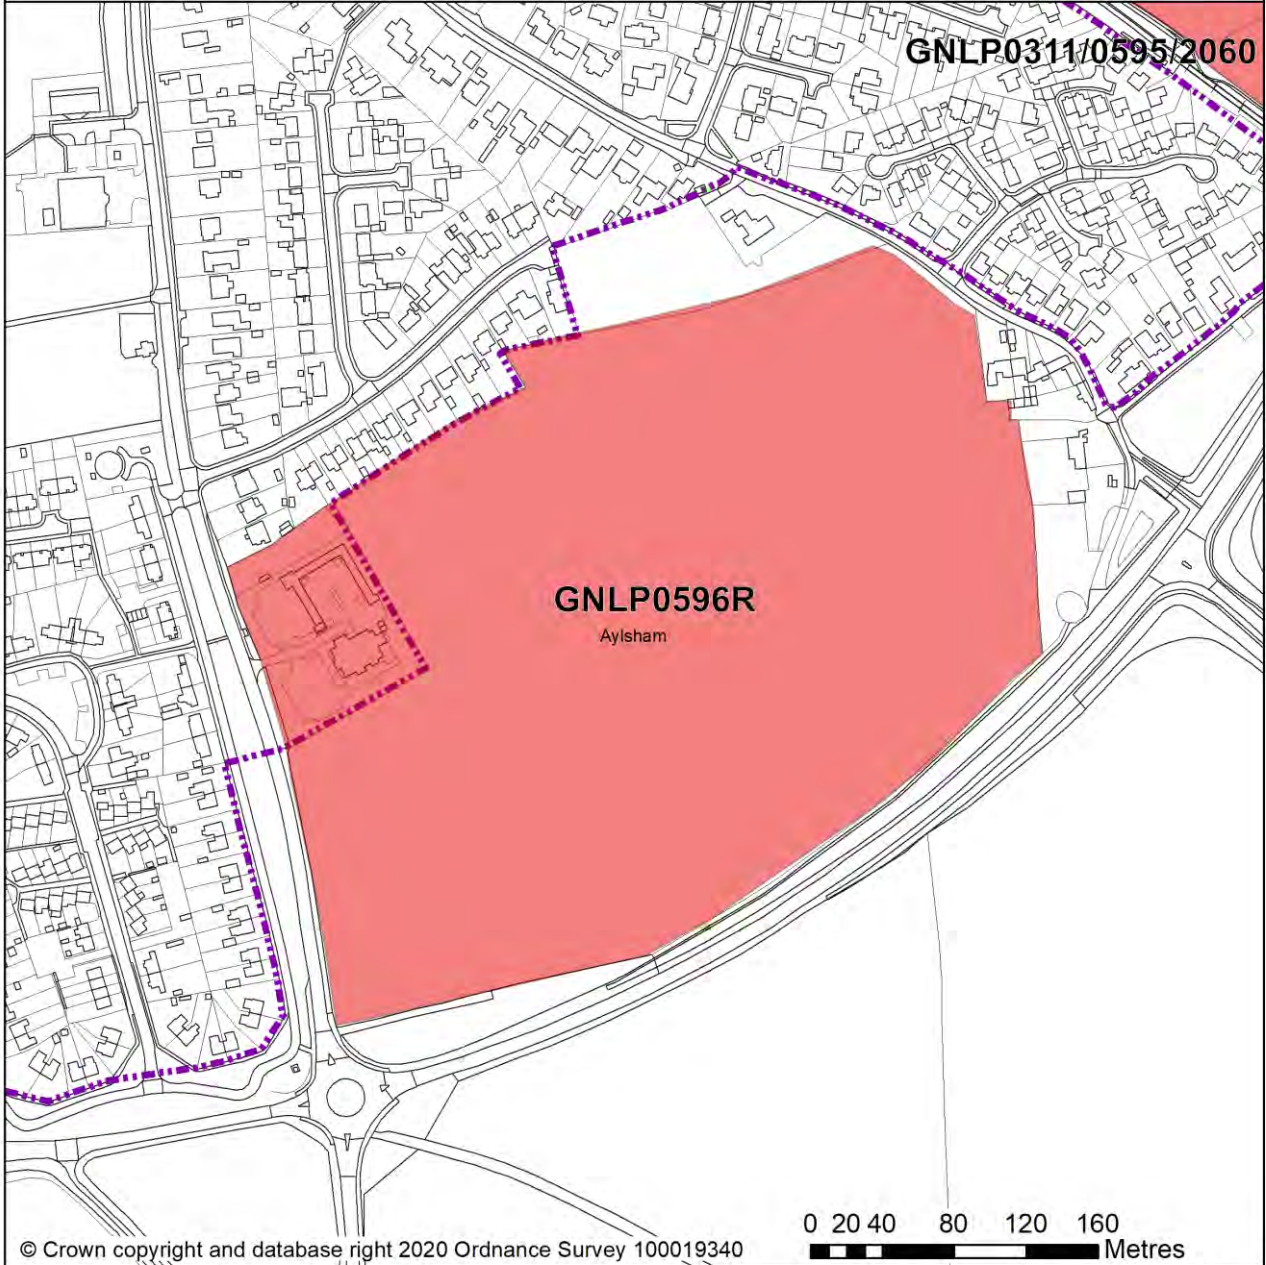 GNLP0311/0595/2060
GNLP0596R
Aylsham
0 20 40 80 120 160
Metres
© Crown copyright and database right 2020 Ordnance Survey 100019340